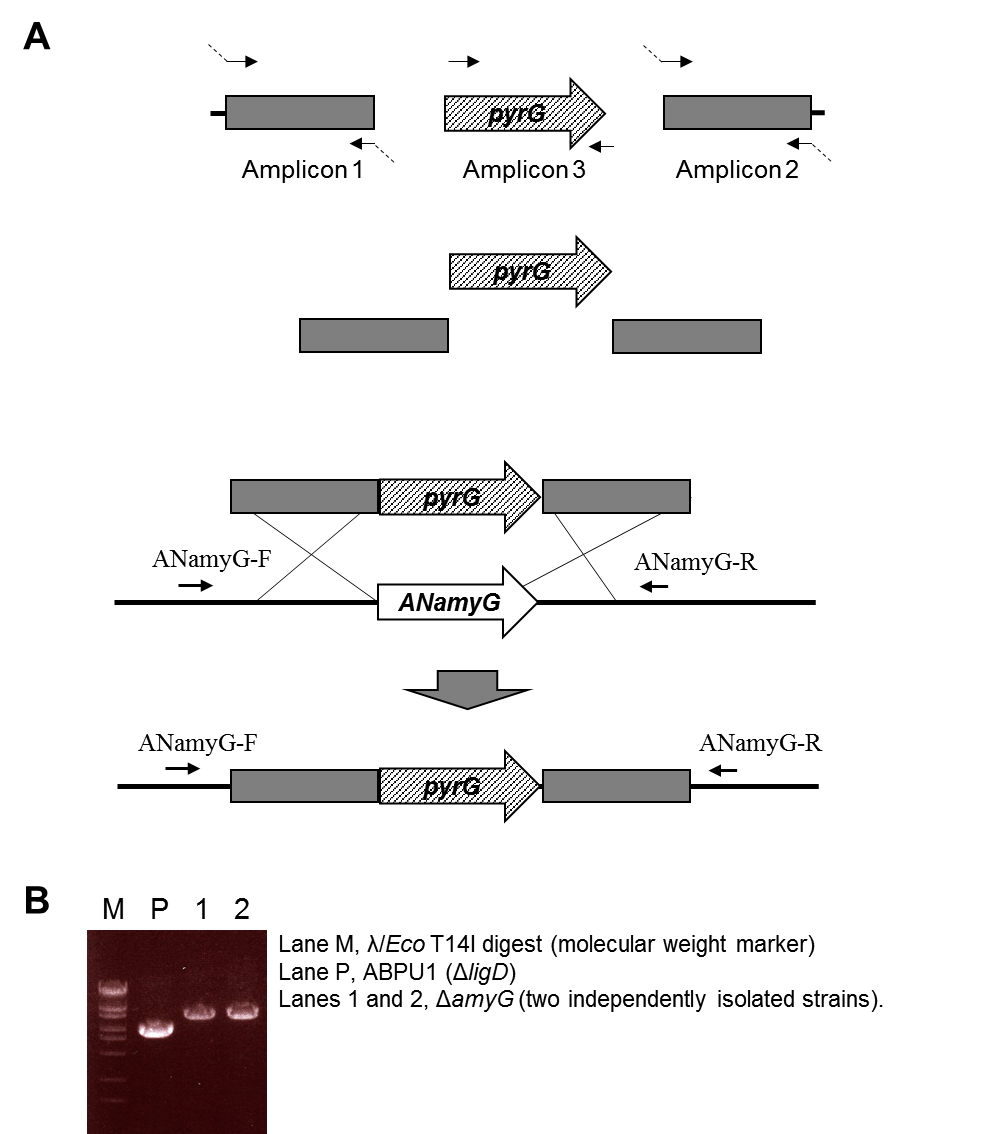 A
pyrG
Amplicon 1 Amplicon 3 Amplicon 2
pyrG
pyrG
ANamyG-F ANamyG-R
ANamyG
ANamyG-F ANamyG-R
pyrG
B
M P 1 2
Lane M, λ/Eco T14I digest (molecular weight marker)
Lane P, ABPU1 (ΔligD)
Lanes 1 and 2, ΔamyG (two independently isolated strains).